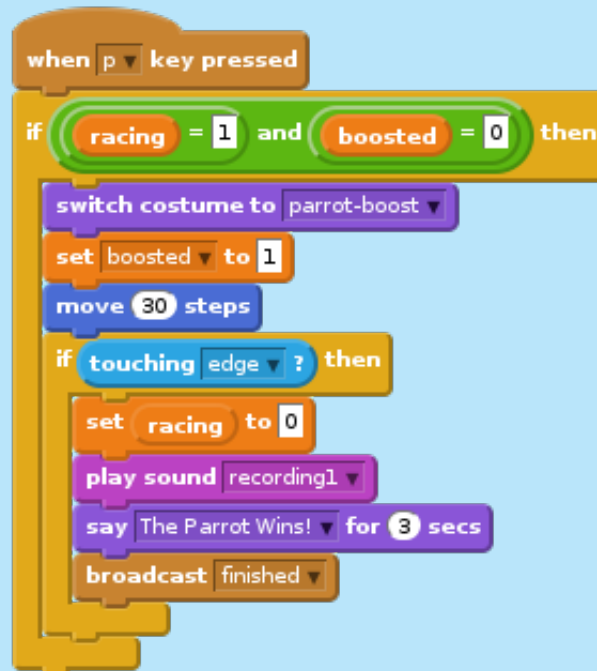 when p key pressed
if racing = 1 and boosted = 0 then
switch costume to parrot-boost
set boosted to 1
move 30 steps
if touching edge ? then
set racing to 0
play sound recording1
say The Parrot Wins! for 3 secs
broadcast finished